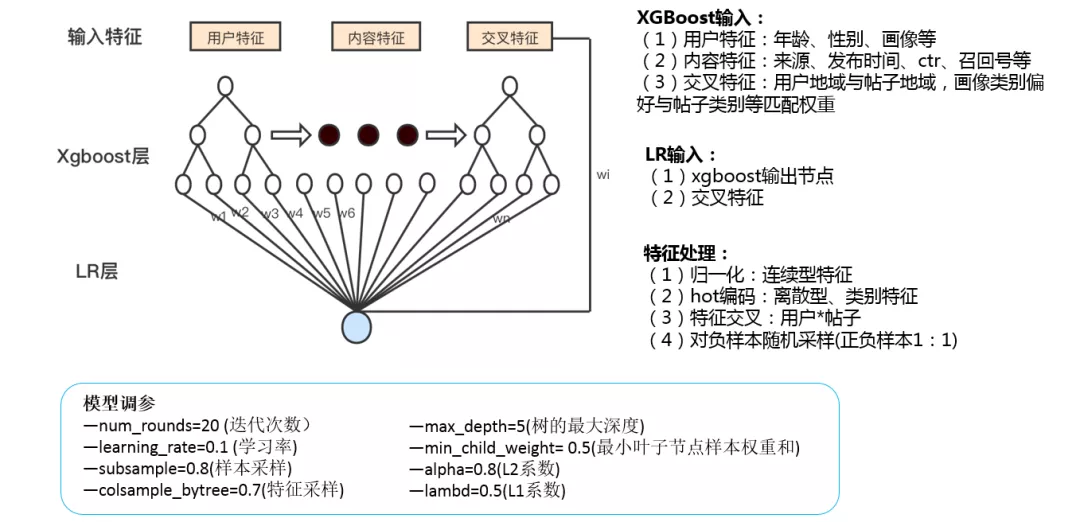 输入特征
用户特征
内容特征
交叉特征
Xgboost层
w1 w2 w3 w4 w5 w6 wn
wi
LR层
XGBoost输入：
（1）用户特征：年龄、性别、画像等
（2）内容特征：来源、发布时间、ctr、召回号等
（3）交叉特征：用户地域与帖子地域，画像类别偏
好与帖子类别等匹配权重
LR输入：
（1）xgboost输出节点
（2）交叉特征
特征处理：
（1）归一化：连续型特征
（2）hot编码：离散型、类别特征
（3）特征交叉：用户*帖子
（4）对负样本随机采样(正负样本1：1)
模型调参
—num_rounds=20 (迭代次数）
—learning_rate=0.1 (学习率)
—subsample=0.8(样本采样)
—colsample_bytree=0.7(特征采样)
—max_depth=5(树的最大深度)
—min_child_weight= 0.5(最小叶子节点样本权重和)
—alpha=0.8(L2系数)
—lambd=0.5(L1系数)